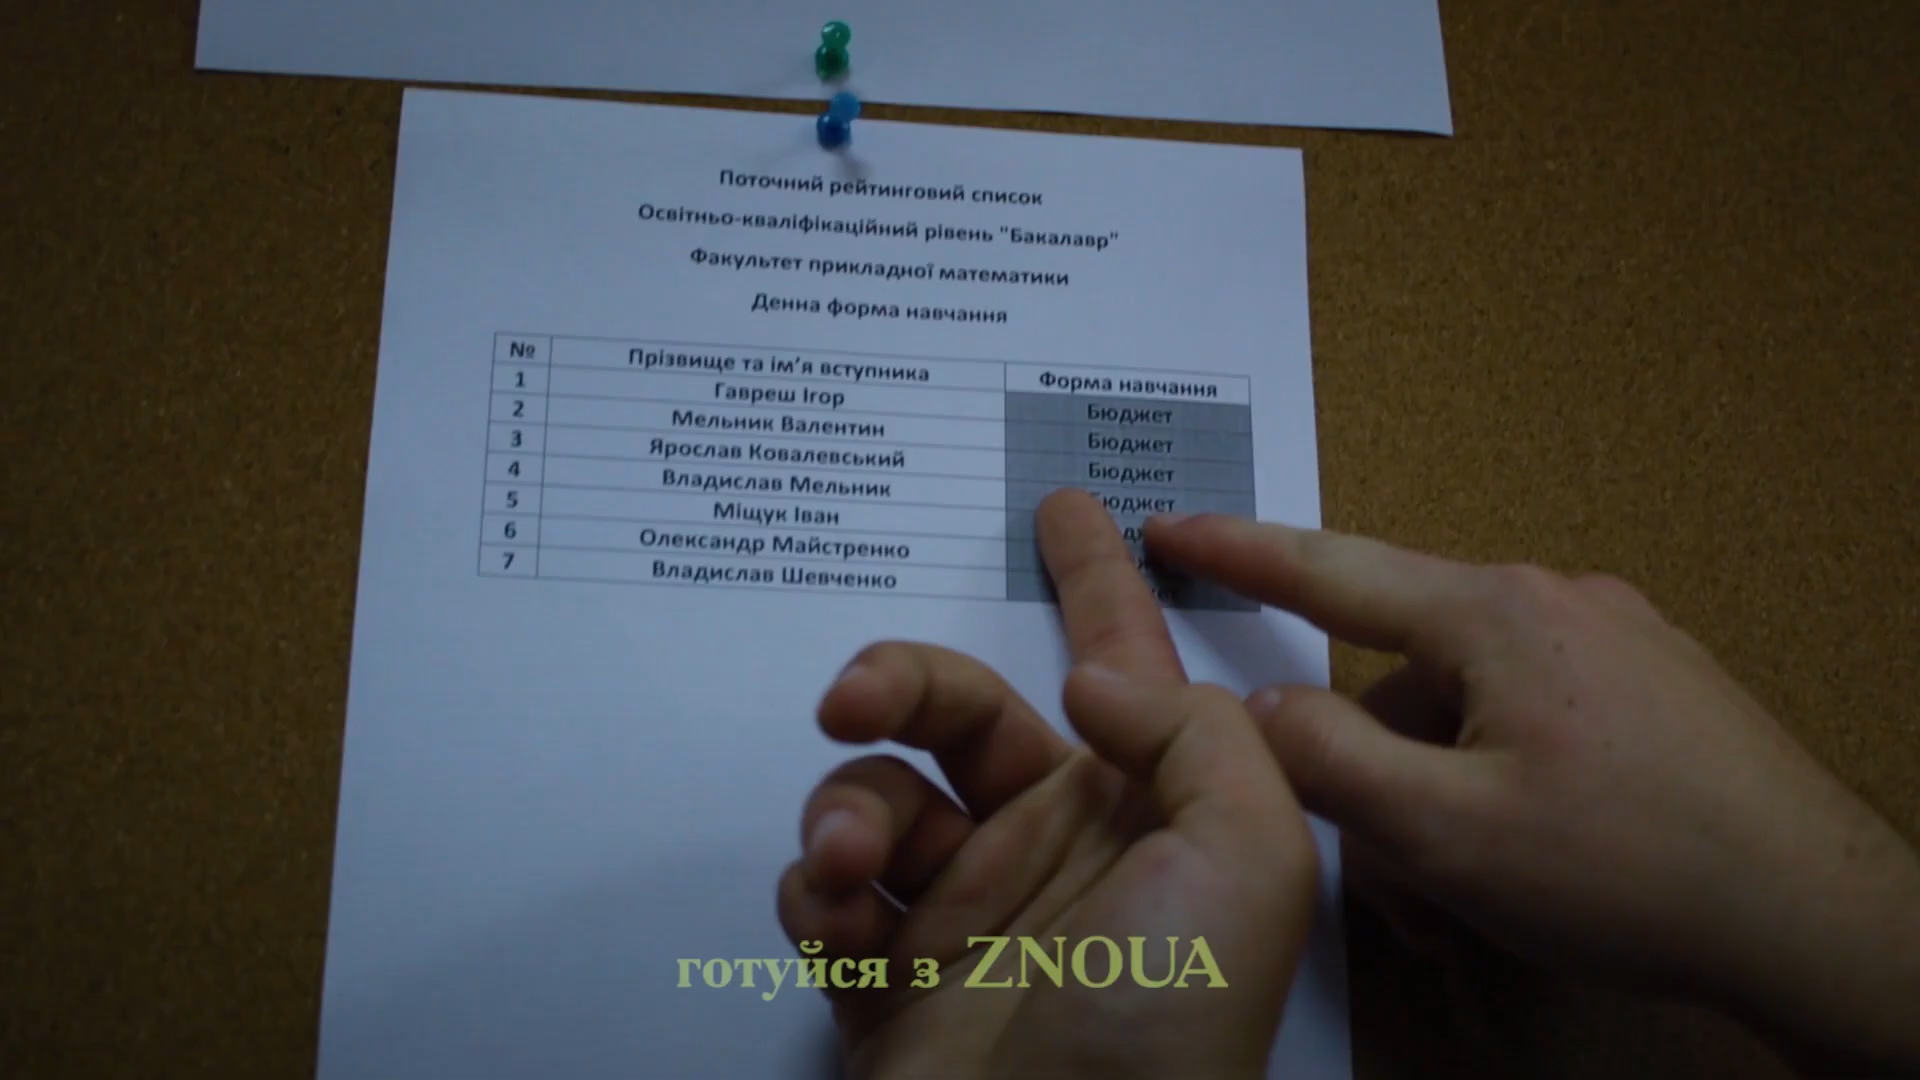 Поточний рейтинговий список
Освітньо-кваліфікаційний рівень "Бакалавр"
Факультет прикладної математики
Денна форма навчання
№ Прізвище та ім’я вступника Форма навчання
1 Гавреш Ігор Бюджет
2 Мельник Валентин Бюджет
3 Ярослав Ковалевський Бюджет
4 Владислав Мельник Бюджет
5 Міщук Іван
6 Олександр Майстренко
7 Владислав Шевченко
готуйся з ZNOUA